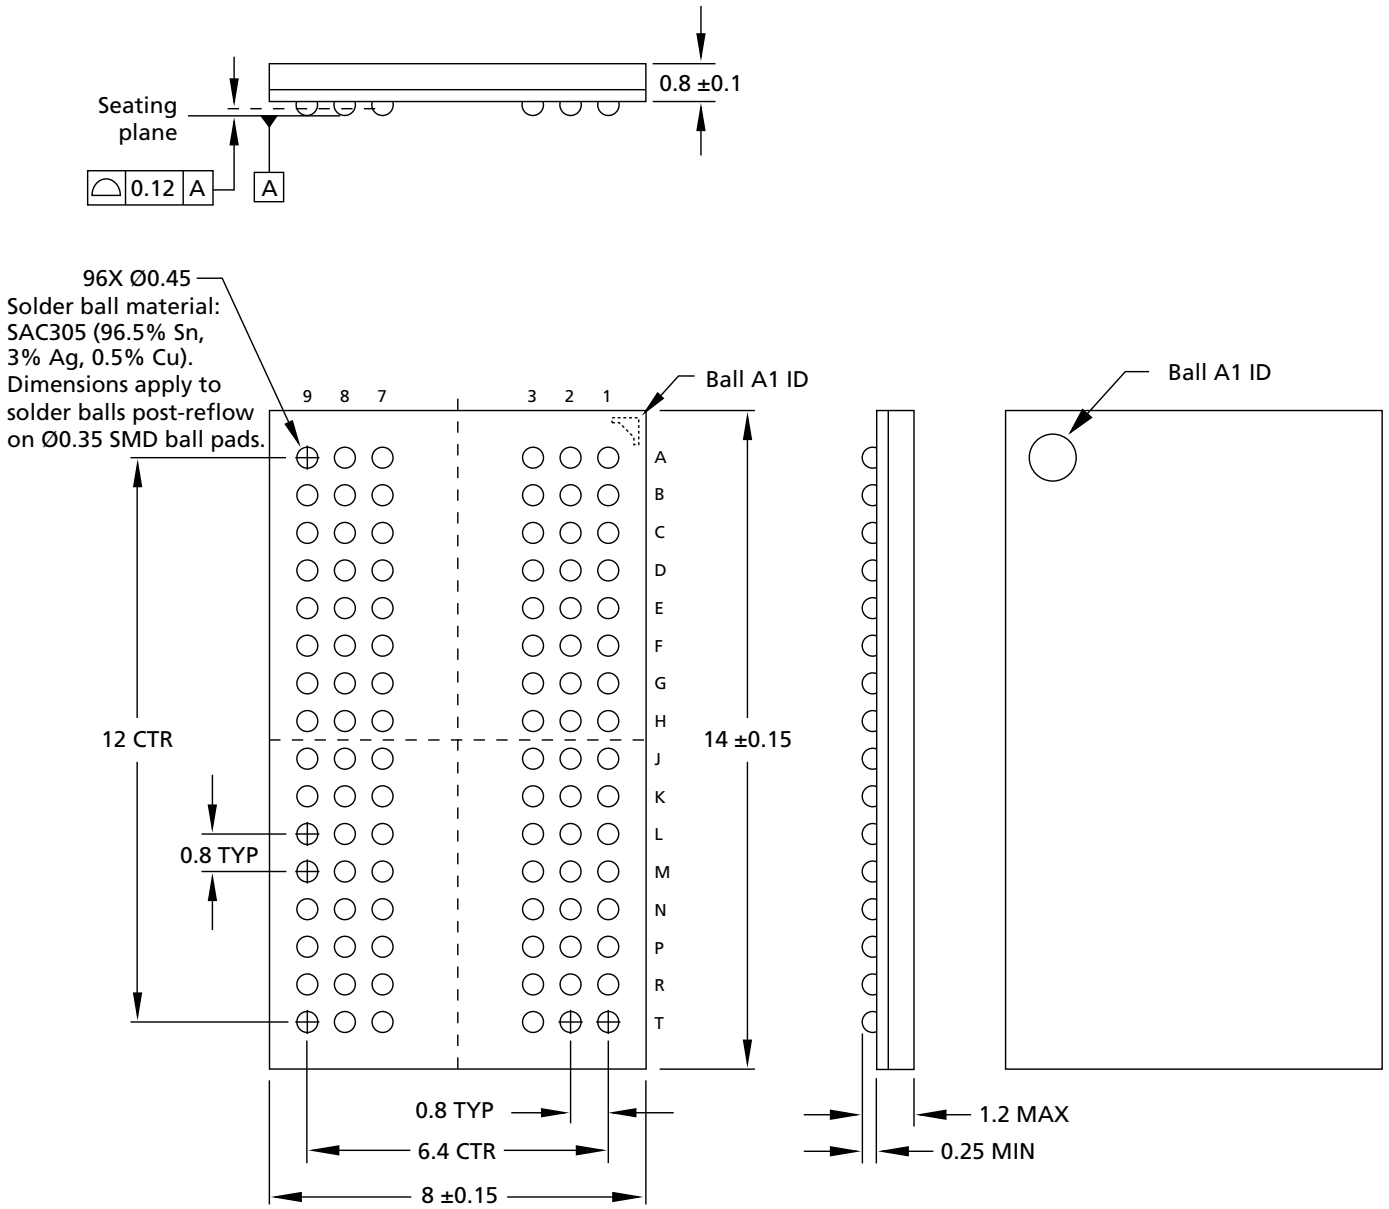 0.8 ±0.1
Seating
plane
0.12 A
A
96X Ø0.45
Solder ball material:
SAC305 (96.5% Sn,
3% Ag, 0.5% Cu).
Dimensions apply to
solder balls post-reflow
on Ø0.35 SMD ball pads.
Ball A1 ID
Ball A1 ID
9 8 7 3 2 1
A
B
C
D
E
F
G
H
12 CTR
14 ±0.15
J
K
L
0.8 TYP
M
N
P
R
T
0.8 TYP
1.2 MAX
6.4 CTR
0.25 MIN
8 ±0.15